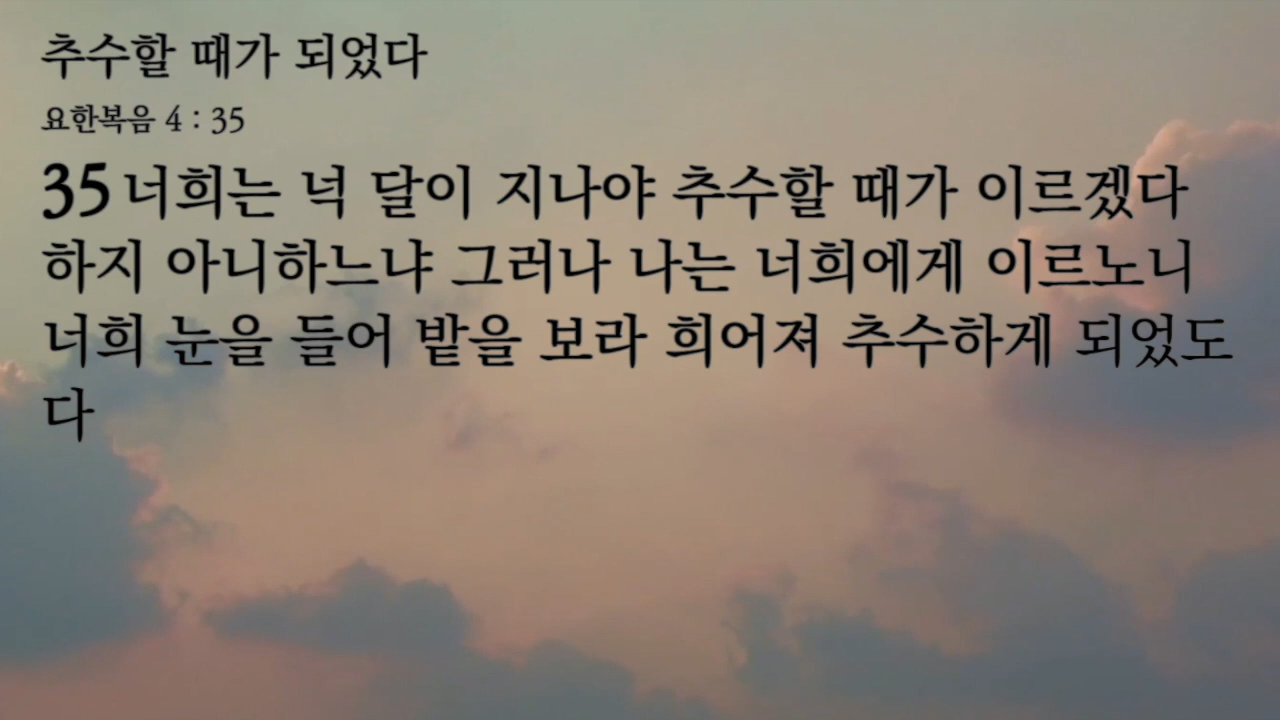 추수할 때가 되었다
요한복음 4 : 35
35 너희는 넉 달이 지나야 추수할 때가 이르겠다
하지 아니하느냐 그러나 나는 너희에게 이르노니
너희 눈을 들어 밭을 보라 희어져 추수하게 되었도
다